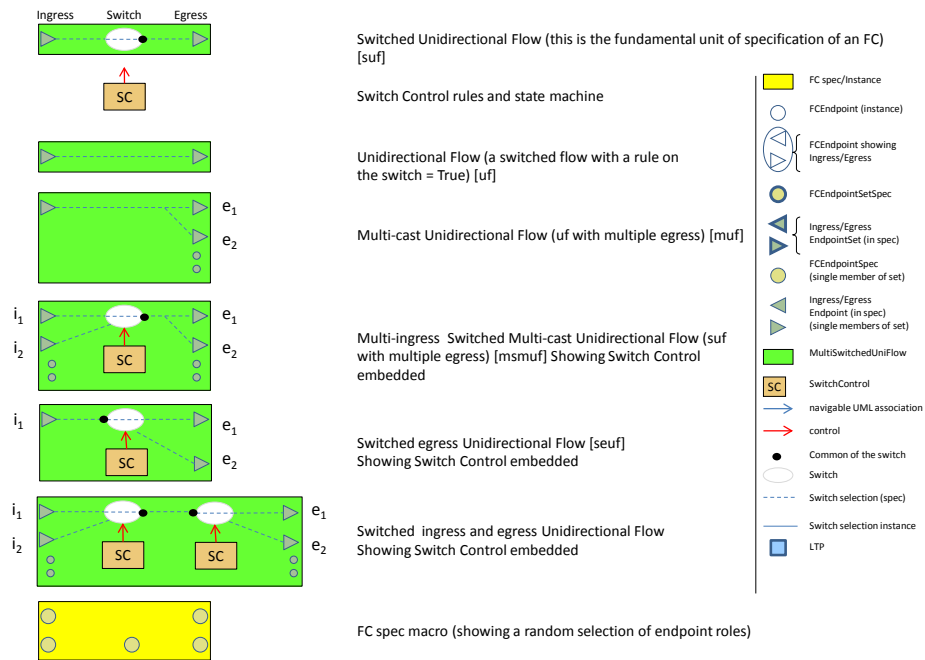 Ingress Switch Egress
Switched Unidirectional Flow (this is the fundamental unit of specification of an FC)
[suf]
SC
Switch Control rules and state machine
Unidirectional Flow (a switched flow with a rule on
the switch = True) [uf]
e1
e2
Multi-cast Unidirectional Flow (uf with multiple egress) [muf]
i1
i2
SC
e1
e2
Multi-ingress Switched Multi-cast Unidirectional Flow (suf
with multiple egress) [msmuf] Showing Switch Control
embedded
i1
SC
e1
e2
Switched egress Unidirectional Flow [seuf]
Showing Switch Control embedded
i1
i2
SC
SC
e1
e2
Switched ingress and egress Unidirectional Flow
Showing Switch Control embedded
FC spec macro (showing a random selection of endpoint roles)
FC spec/Instance
FCEndpoint (instance)
FCEndpoint showing
Ingress/Egress
FCEndpointSetSpec
Ingress/Egress
EndpointSet (in spec)
FCEndpointSpec
(single member of set)
Ingress/Egress
Endpoint (in spec)
(single members of set)
MultiSwitchedUniFlow
SC
SwitchControl
navigable UML association
control
Common of the switch
Switch
Switch selection (spec)
Switch selection instance
LTP